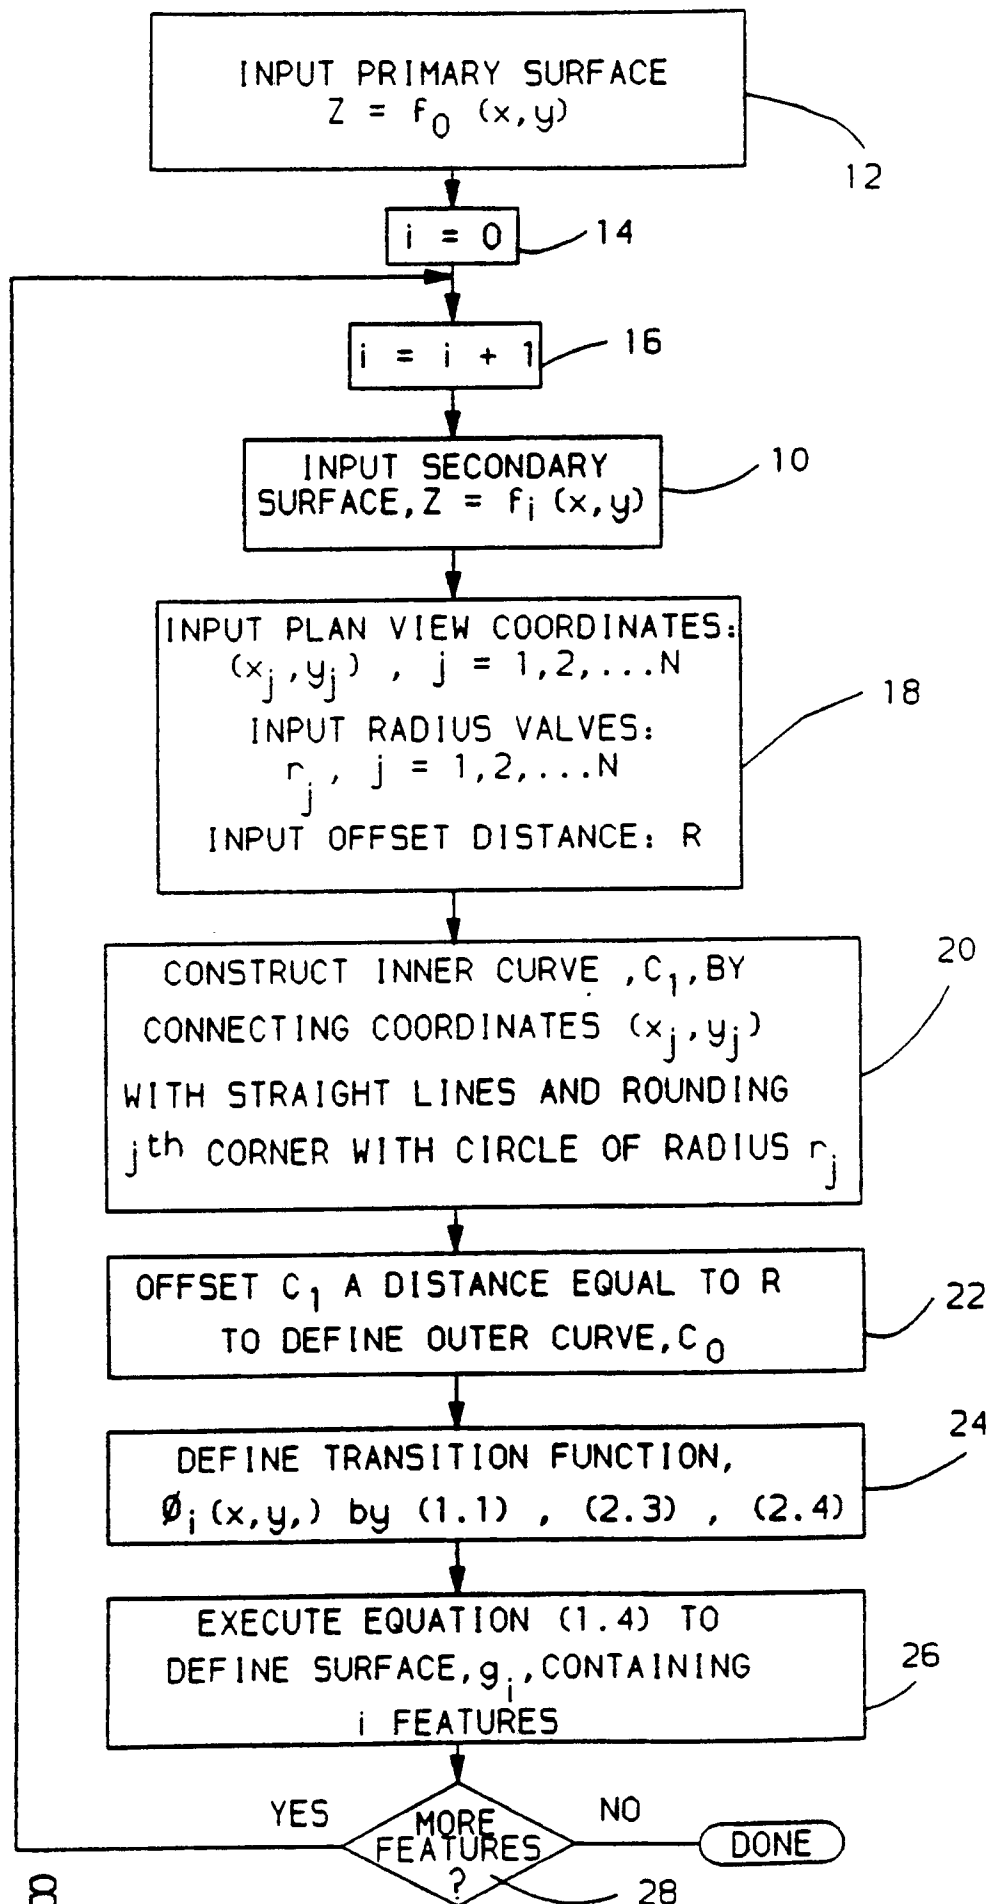 INPUT PRIMARY SURFACE
Z = f0 (x,y)
12
i = 0
14
i = i + 1
16
INPUT SECONDARY
SURFACE, Z = fi (x,y)
10
INPUT PLAN VIEW COORDINATES:
(xj,yj) , j = 1,2,...N
INPUT RADIUS VALVES:
rj, j = 1,2,...N
INPUT OFFSET DISTANCE: R
18
CONSTRUCT INNER CURVE ,C1, BY
CONNECTING COORDINATES (xj,yj)
WITH STRAIGHT LINES AND ROUNDING
jth CORNER WITH CIRCLE OF RADIUS rj
20
OFFSET C1 A DISTANCE EQUAL TO R
TO DEFINE OUTER CURVE, C0
22
DEFINE TRANSITION FUNCTION,
Øi(x,y,) by (1.1) , (2.3) , (2.4)
24
EXECUTE EQUATION (1.4) TO
DEFINE SURFACE, gi, CONTAINING
i FEATURES
26
YES
MORE
FEATURES
?
NO
DONE
28